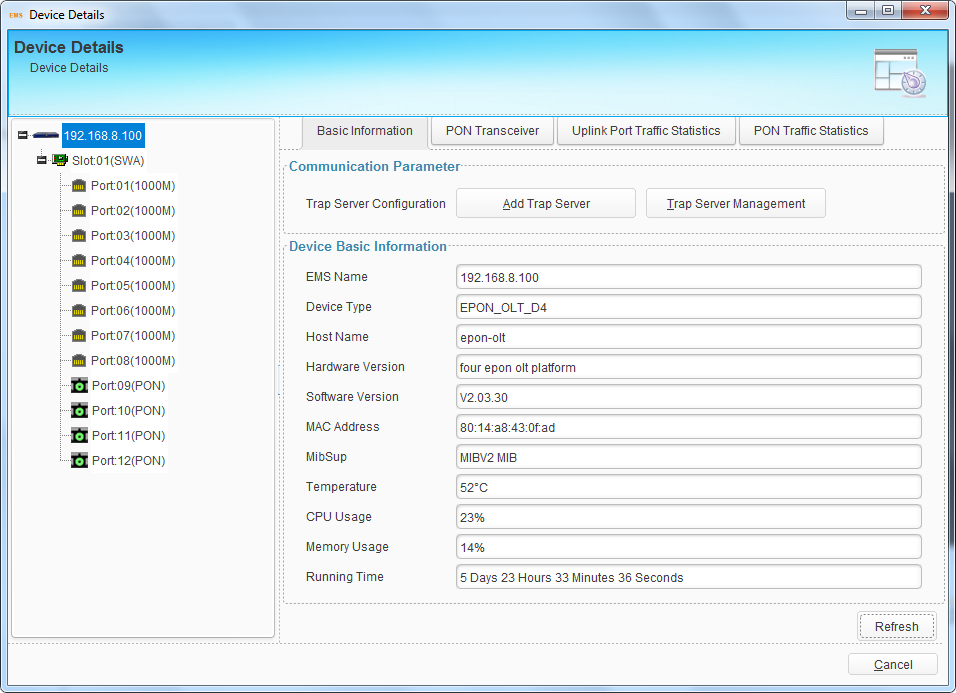 EMS Device Details
Device Details
Device Details
192.168.8.100
Slot:01(SWA)
Port:01(1000M)
Port:02(1000M)
Port:03(1000M)
Port:04(1000M)
Port:05(1000M)
Port:06(1000M)
Port:07(1000M)
Port:08(1000M)
Port:09(PON)
Port:10(PON)
Port:11(PON)
Port:12(PON)
Basic Information PON Transceiver Uplink Port Traffic Statistics PON Traffic Statistics
Communication Parameter
Trap Server Configuration Add Trap Server Trap Server Management
Device Basic Information
EMS Name 192.168.8.100
Device Type EPON_OLT_D4
Host Name epon-olt
Hardware Version four epon olt platform
Software Version V2.03.30
MAC Address 80:14:a8:43:0f:ad
MibSup MIBV2 MIB
Temperature 52°C
CPU Usage 23%
Memory Usage 14%
Running Time 5 Days 23 Hours 33 Minutes 36 Seconds
Refresh
Cancel